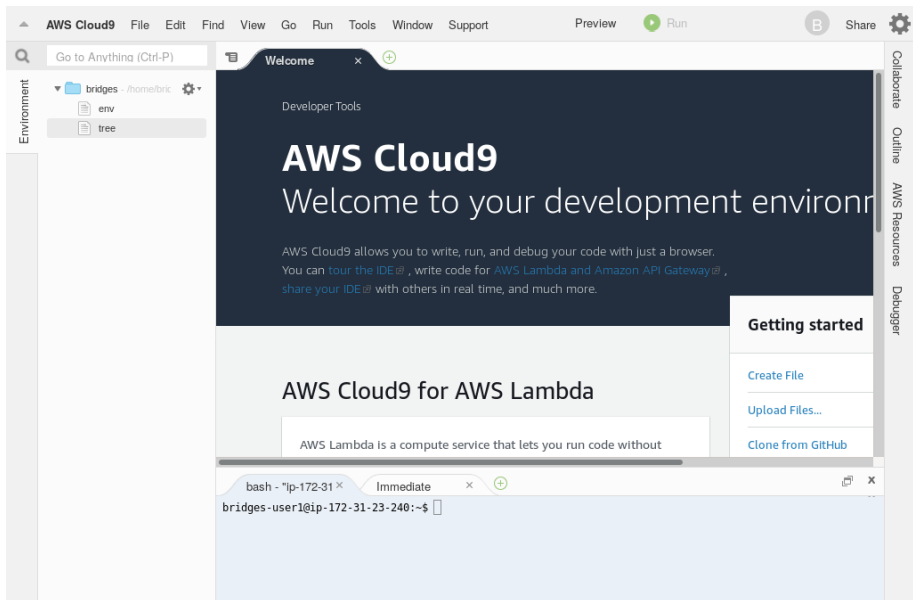 AWS Cloud9 File Edit Find View Go Run Tools Window Support Preview Run B Share
Go to Anything (Ctrl-P)
Welcome
Environment
bridges - /home/bric
env
tree
Developer Tools
AWS Cloud9
Welcome to your development environm
AWS Cloud9 allows you to write, run, and debug your code with just a browser.
You can tour the IDE , write code for AWS Lambda and Amazon API Gateway ,
share your IDE with others in real time, and much more.
Getting started
Create File
Upload Files...
Clone from GitHub
AWS Cloud9 for AWS Lambda
AWS Lambda is a compute service that lets you run code without
Collaborate
Outline
AWS Resources
Debugger
bash - "ip-172-31 Immediate
bridges-user1@ip-172-31-23-240:~$